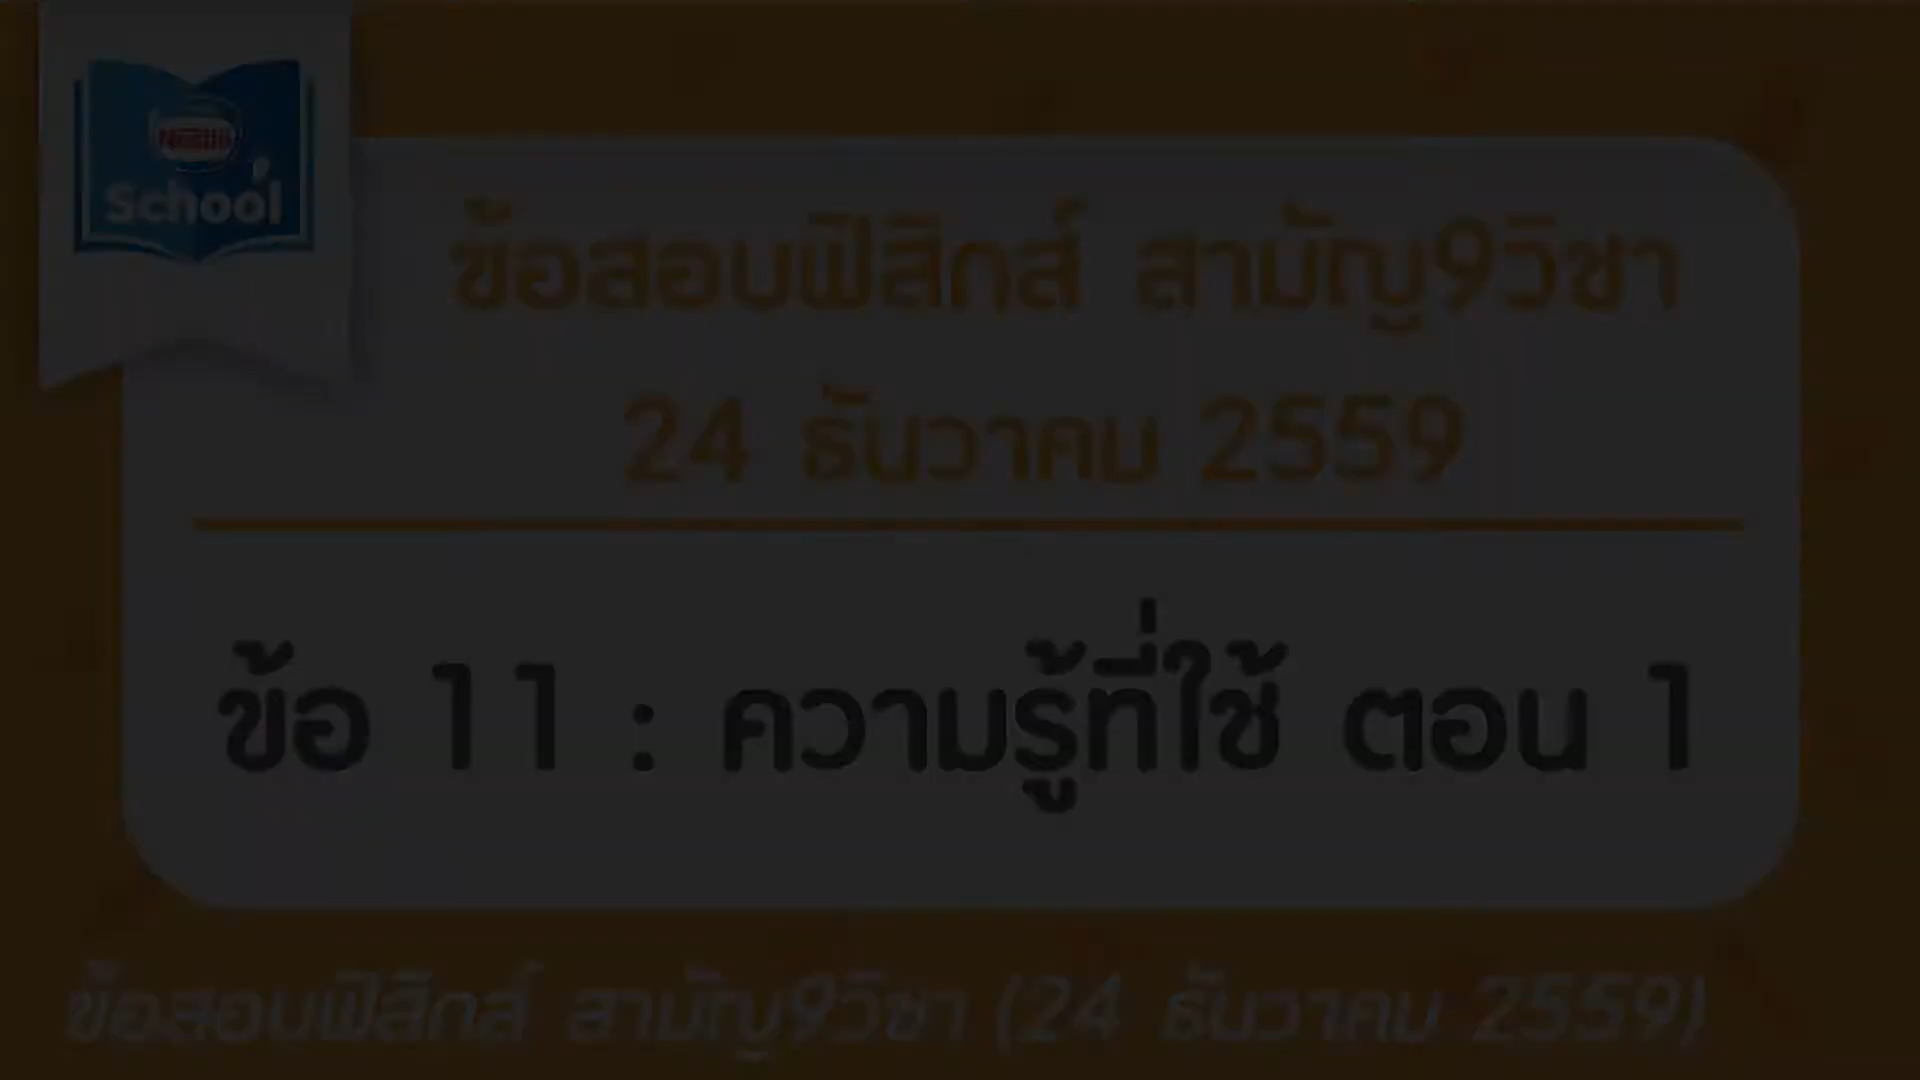 Nestlé
School
ข้อสอบฟิสิกส์ สามัญ9วิชา
24 ธันวาคม 2559
ข้อ 11 : ความรู้ที่ใช้ ตอน 1
ข้อสอบฟิสิกส์ สามัญ9วิชา (24 ธันวาคม 2559)